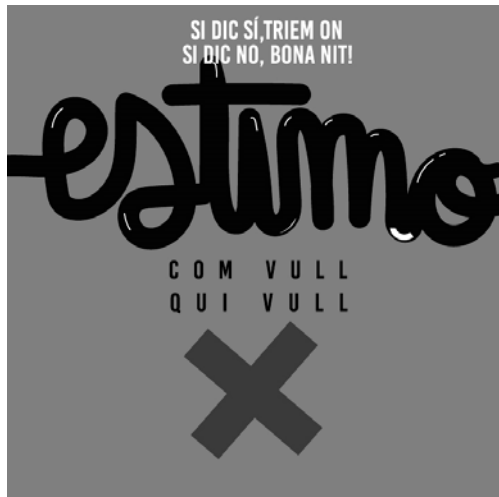 SI DIC SÍ,TRIEM ON
SI DIC NO, BONA NIT!
estimo
COM VULL
QUI VULL